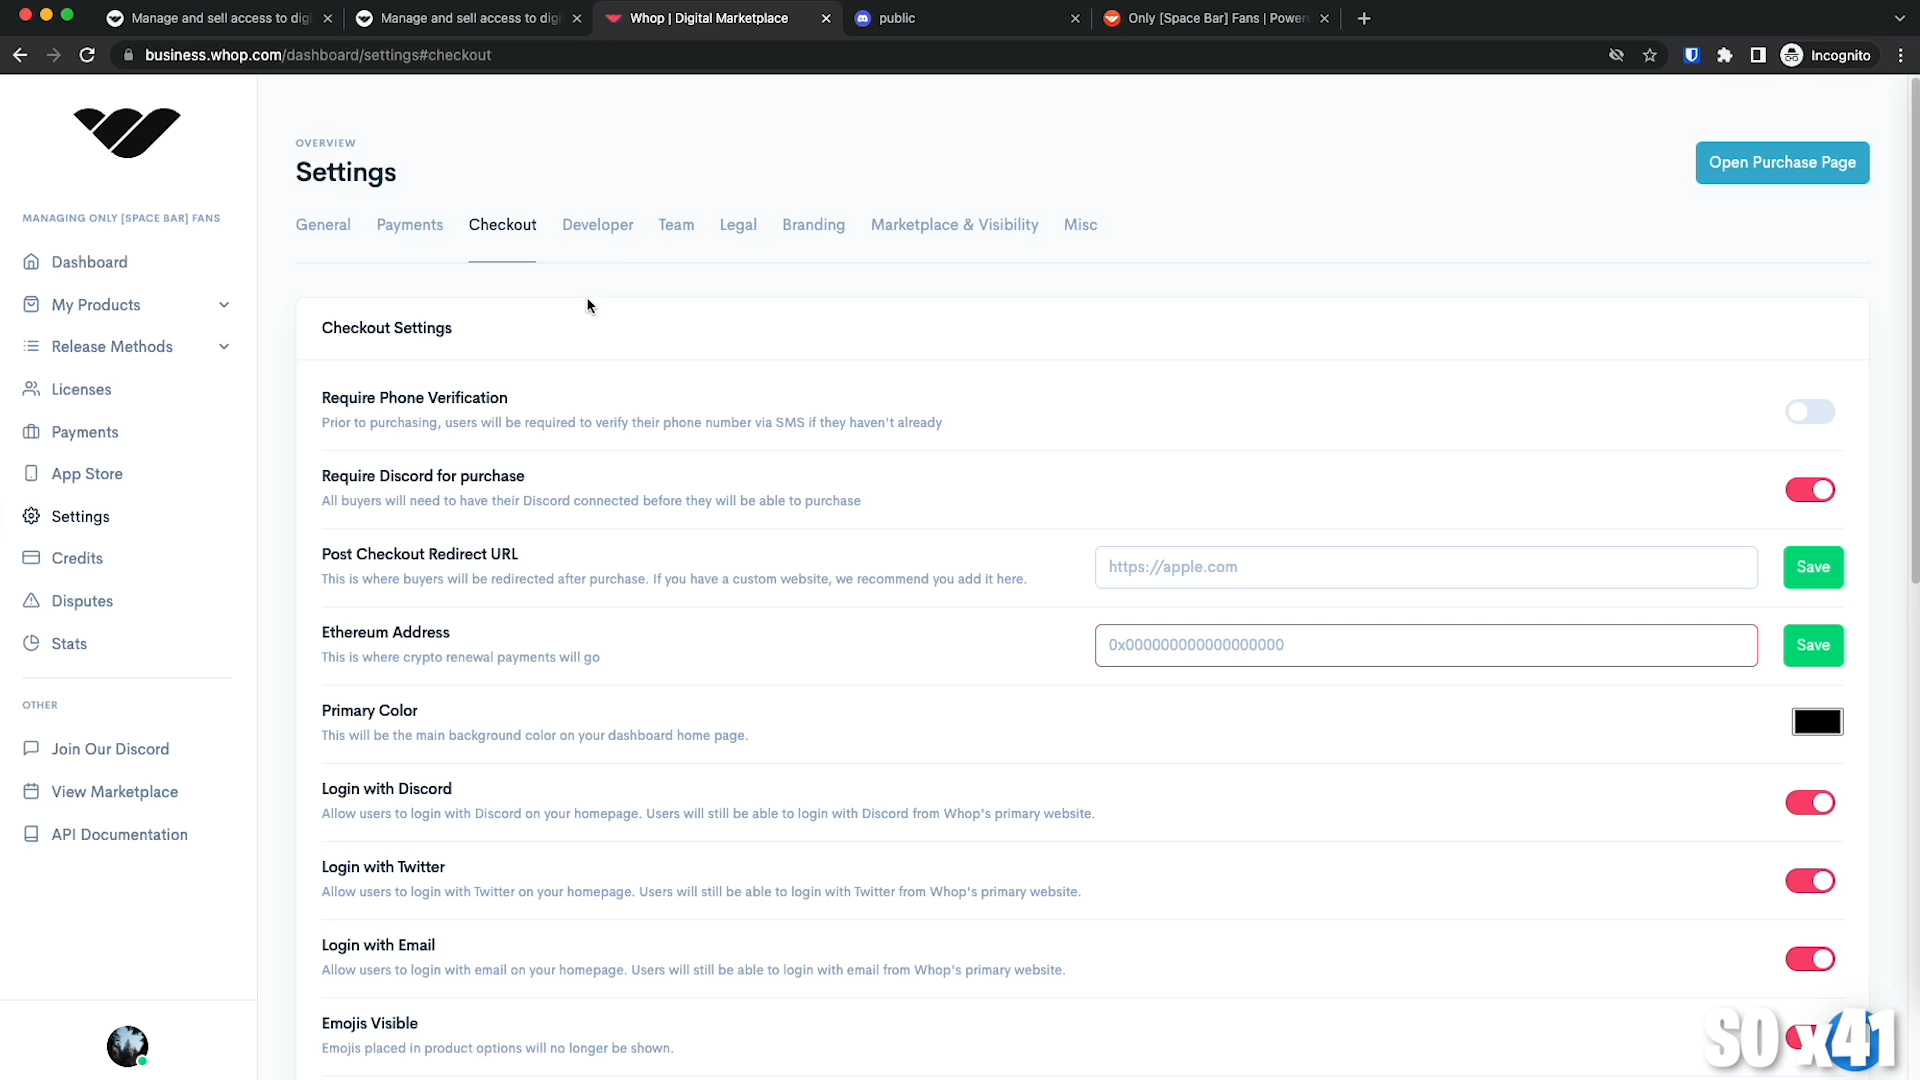 Manage and sell access to dig
Manage and sell access to dig
Whop | Digital Marketplace
public
Only [Space Bar] Fans | Power
business.whop.com/dashboard/settings#checkout
Incognito
MANAGING ONLY [SPACE BAR] FANS
Dashboard
My Products
Release Methods
Licenses
Payments
App Store
Settings
Credits
Disputes
Stats
OTHER
Join Our Discord
View Marketplace
API Documentation
OVERVIEW
Settings
Open Purchase Page
General Payments Checkout Developer Team Legal Branding Marketplace & Visibility Misc
Checkout Settings
Require Phone Verification
Prior to purchasing, users will be required to verify their phone number via SMS if they haven't already
Require Discord for purchase
All buyers will need to have their Discord connected before they will be able to purchase
Post Checkout Redirect URL
This is where buyers will be redirected after purchase. If you have a custom website, we recommend you add it here.
https://apple.com
Save
Ethereum Address
This is where crypto renewal payments will go
0x000000000000000000
Save
Primary Color
This will be the main background color on your dashboard home page.
Login with Discord
Allow users to login with Discord on your homepage. Users will still be able to login with Discord from Whop's primary website.
Login with Twitter
Allow users to login with Twitter on your homepage. Users will still be able to login with Twitter from Whop's primary website.
Login with Email
Allow users to login with email on your homepage. Users will still be able to login with email from Whop's primary website.
Emojis Visible
Emojis placed in product options will no longer be shown.
SO x41